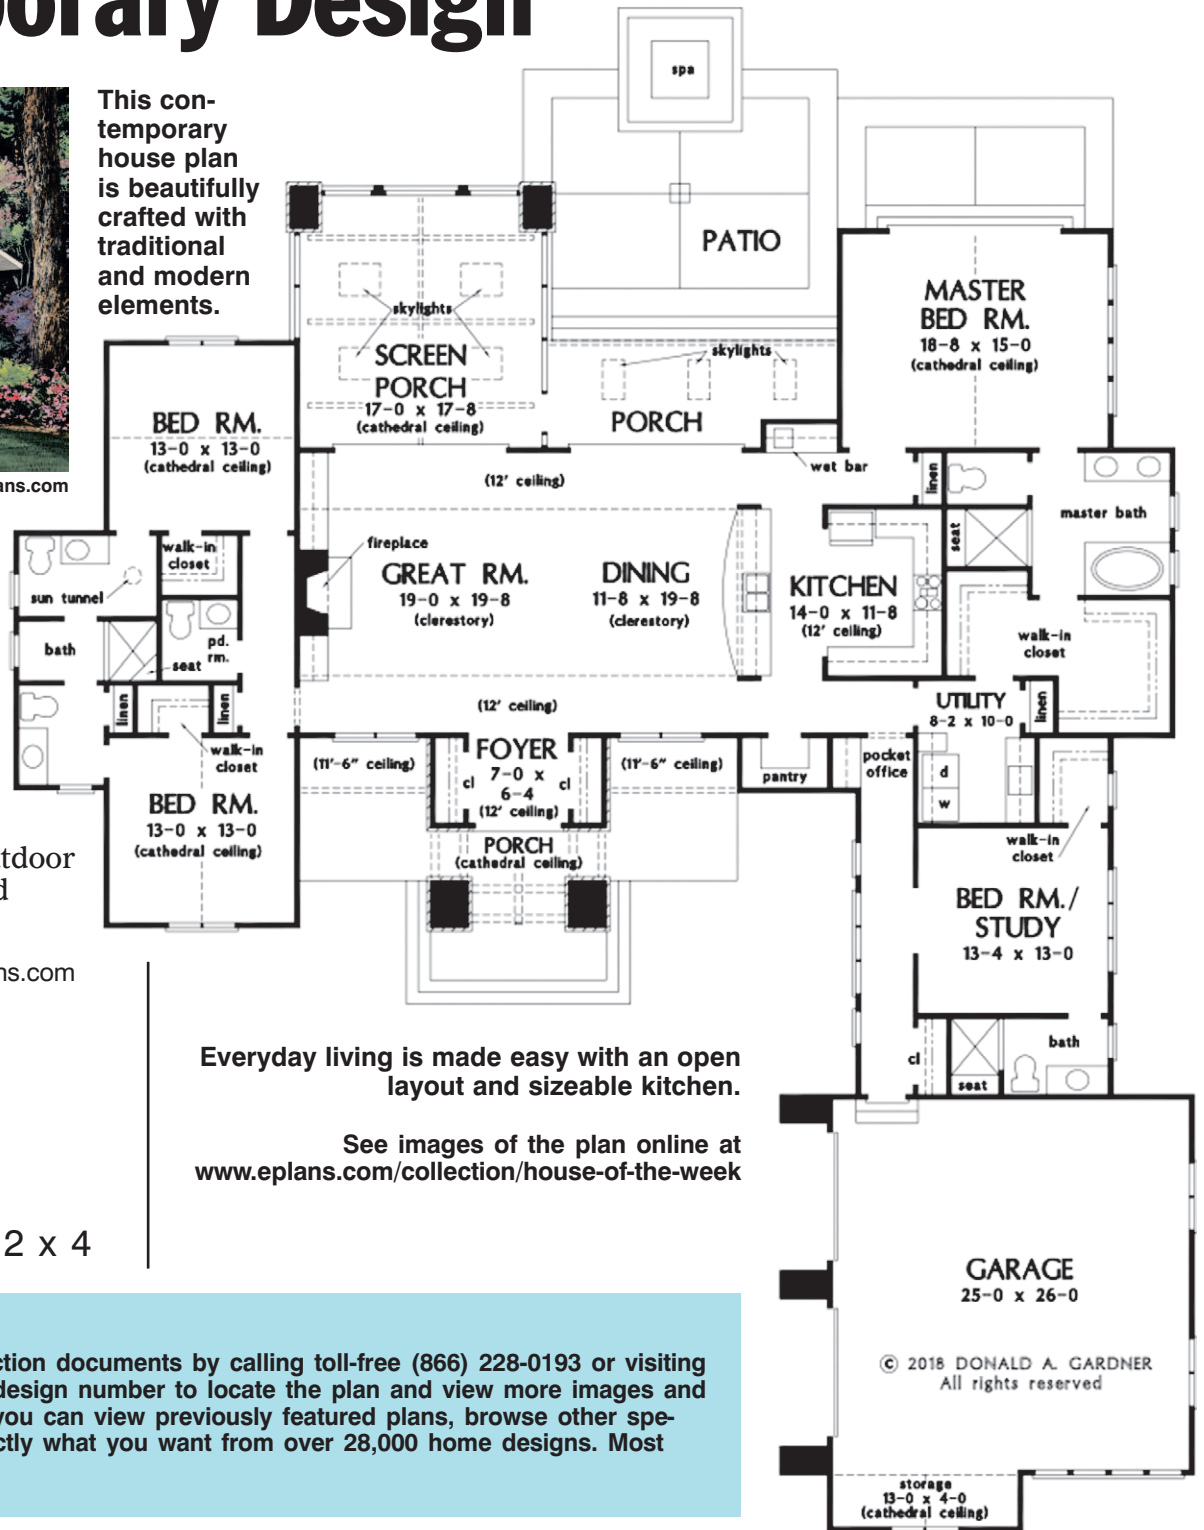 porary Design
This con-
temporary
house plan
is beautifully
crafted with
traditional
and modern
elements.
ans.com
utdoor
d
ns.com
2 x 4
spa
PATIO
skylights
SCREEN
PORCH
17-0 x 17-8
(cathedral ceiling)
skylights
PORCH
MASTER
BED RM.
18-8 x 15-0
(cathedral ceiling)
BED RM.
13-0 x 13-0
(cathedral ceiling)
wet bar
linen
(12' ceiling)
master bath
seat
walk-in
closet
fireplace
GREAT RM.
19-0 x 19-8
(clerestory)
DINING
11-8 x 19-8
(clerestory)
KITCHEN
14-0 x 11-8
(12' ceiling)
sun tunnel
bath
seat
pd.
rm.
walk-in
closet
linen
linen
(12' ceiling)
UTILITY
8-2 x 10-0
linen
walk-in
closet
(11'-6" ceiling)
cl
FOYER
7-0 x
6-4
(12' ceiling)
cl
(11'-6" ceiling)
pantry
pocket
office
d
w
BED RM.
13-0 x 13-0
(cathedral ceiling)
PORCH
(cathedral ceiling)
walk-in
closet
BED RM./
STUDY
13-4 x 13-0
cl
seat
bath
Everyday living is made easy with an open
layout and sizeable kitchen.
See images of the plan online at
www.eplans.com/collection/house-of-the-week
GARAGE
25-0 x 26-0
© 2018 DONALD A. GARDNER
All rights reserved
storage
13-0 x 4-0
(cathedral ceiling)
ction documents by calling toll-free (866) 228-0193 or visiting
design number to locate the plan and view more images and
you can view previously featured plans, browse other spe-
ctly what you want from over 28,000 home designs. Most